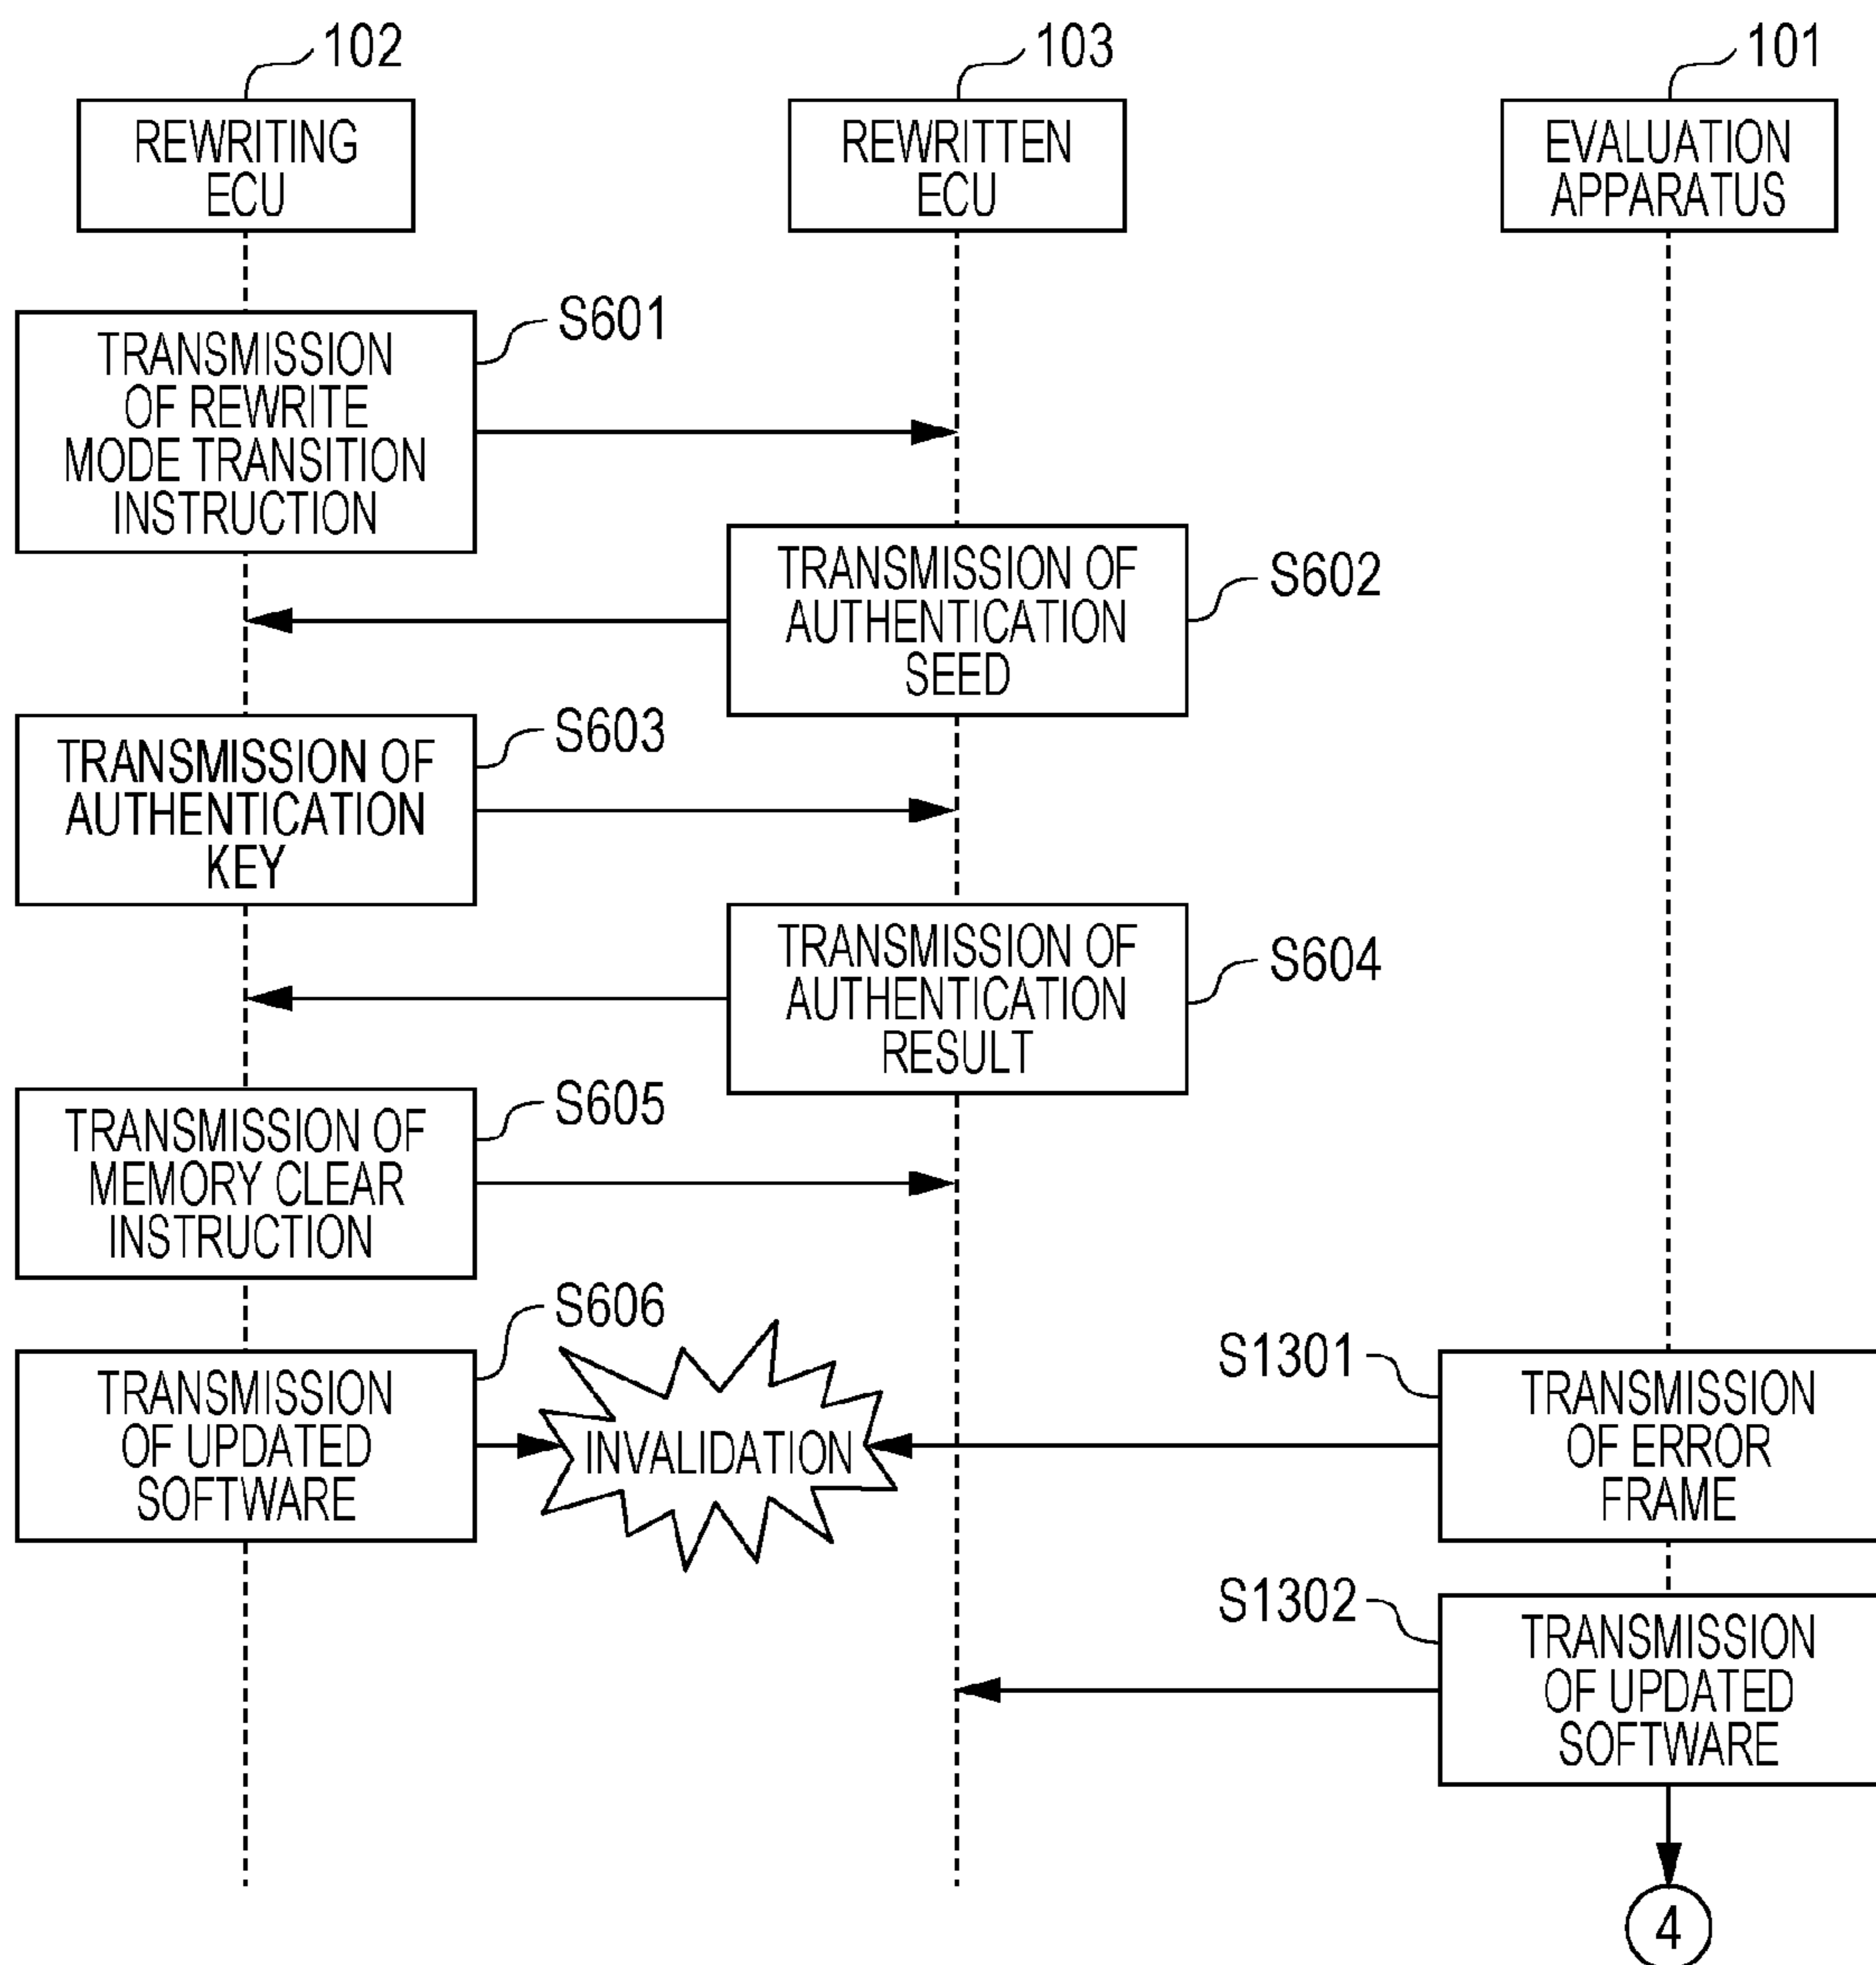 102
103
101
REWRITING
ECU
REWRITTEN
ECU
EVALUATION
APPARATUS
S601
TRANSMISSION
OF REWRITE
MODE TRANSITION
INSTRUCTION
S602
TRANSMISSION OF
AUTHENTICATION
SEED
S603
TRANSMISSION OF
AUTHENTICATION
KEY
S604
TRANSMISSION OF
AUTHENTICATION
RESULT
S605
TRANSMISSION OF
MEMORY CLEAR
INSTRUCTION
S606
TRANSMISSION
OF UPDATED
SOFTWARE
INVALIDATION
S1301
TRANSMISSION
OF ERROR
FRAME
S1302
TRANSMISSION
OF UPDATED
SOFTWARE
4